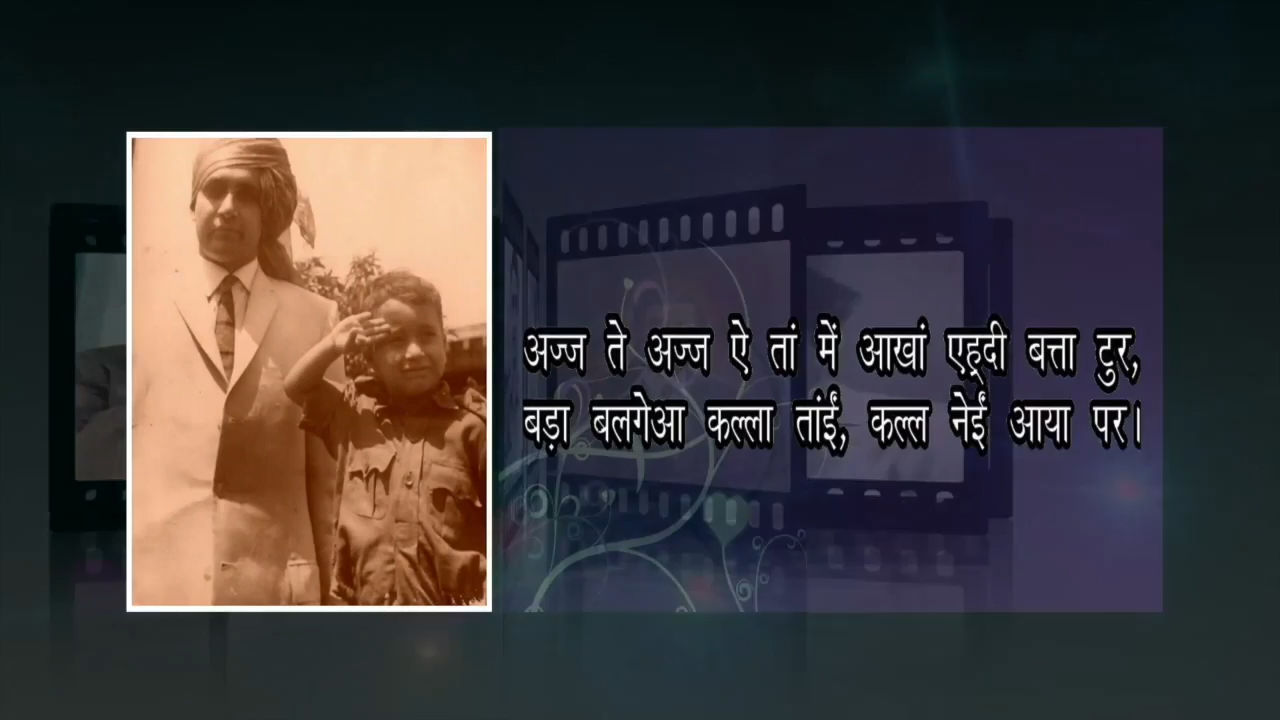 अज्ज ते अज्ज ऐ तां में आखां एह्दी बत्ता टुर,
बड़ा बलगेआ कल्ला तांईं, कल्ल नेईं आया पर।